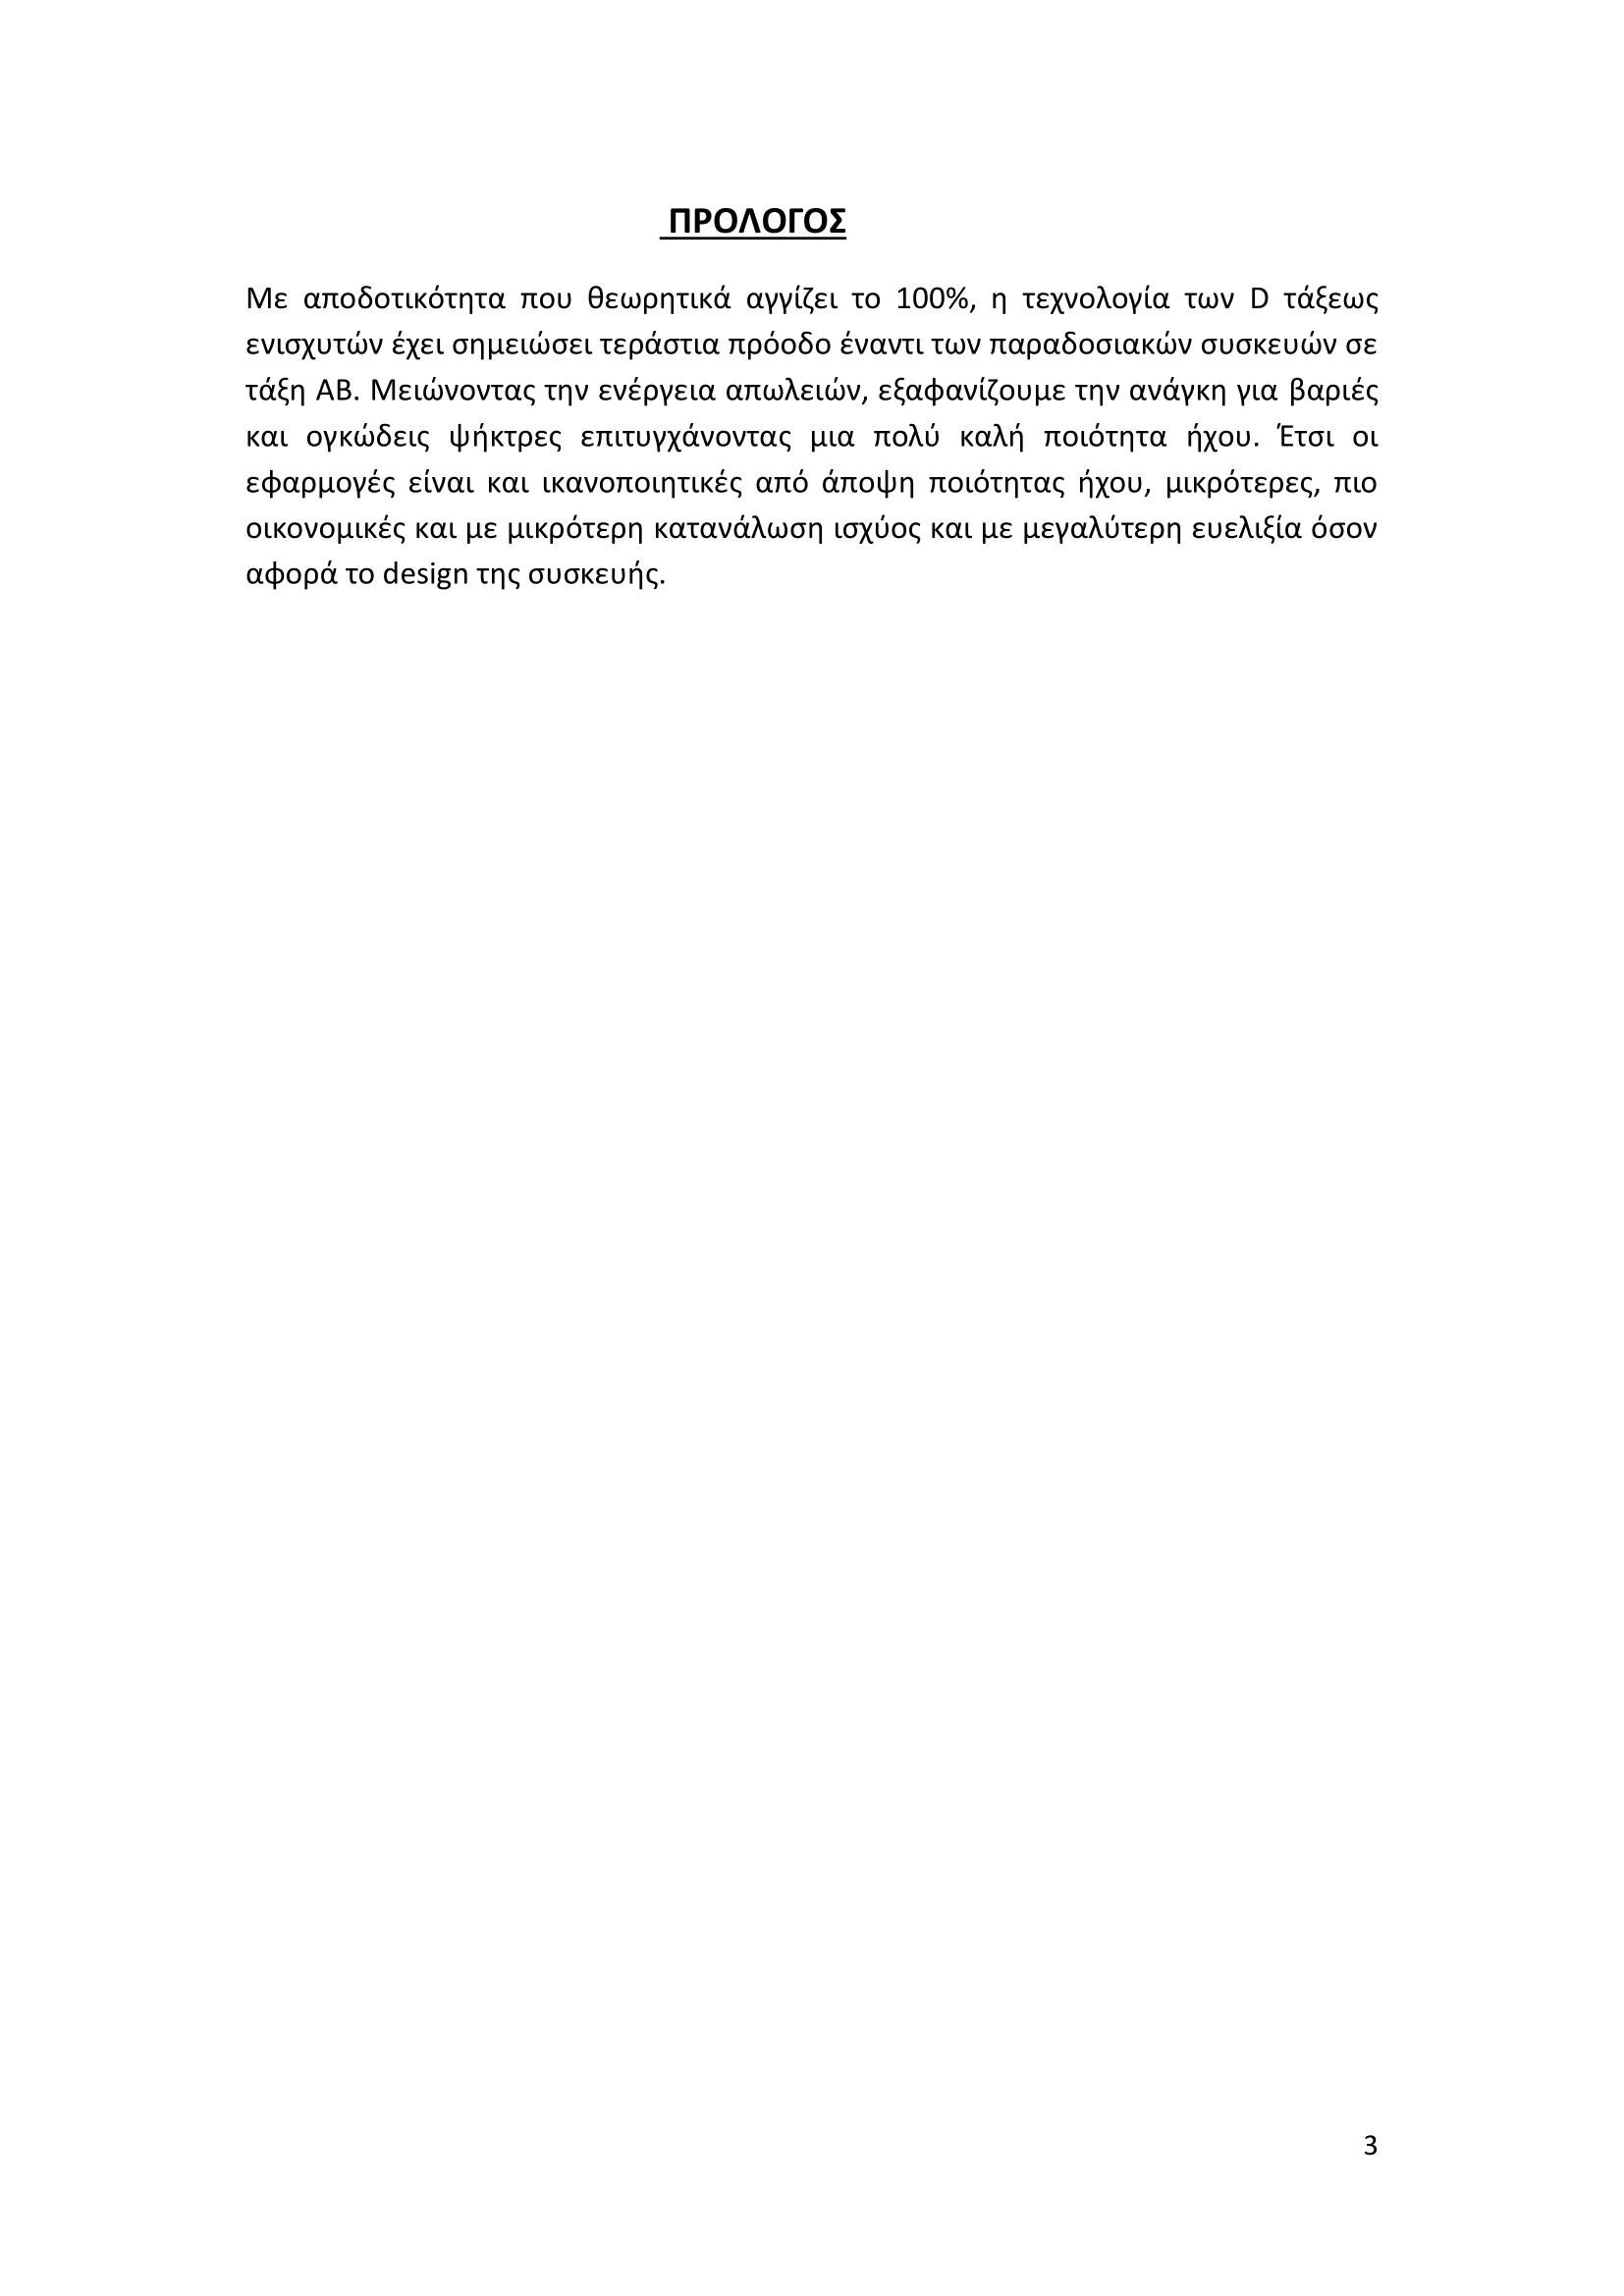 ΠΡΟΛΟΓΟΣ
Με αποδοτικότητα που θεωρητικά αγγίζει το 100%, η τεχνολογία των D τάξεως
ενισχυτών έχει σημειώσει τεράστια πρόοδο έναντι των παραδοσιακών συσκευών σε
τάξη ΑΒ. Μειώνοντας την ενέργεια απωλειών, εξαφανίζουμε την ανάγκη για βαριές
και ογκώδεις ψήκτρες επιτυγχάνοντας μια πολύ καλή ποιότητα ήχου. Έτσι οι
εφαρμογές είναι και ικανοποιητικές από άποψη ποιότητας ήχου, μικρότερες, πιο
οικονομικές και με μικρότερη κατανάλωση ισχύος και με μεγαλύτερη ευελιξία όσον
αφορά το design της συσκευής.
3